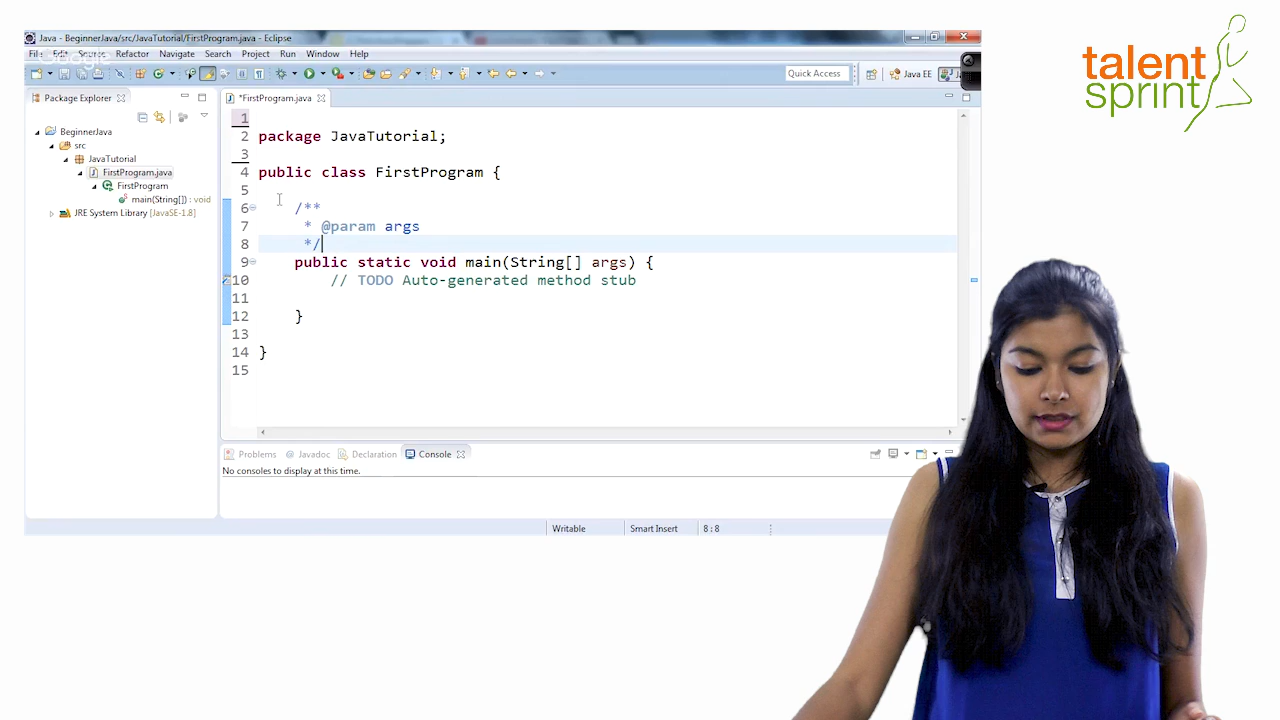 Java - BeginnerJava/src/JavaTutorial/FirstProgram.java - Eclipse
File Edit Source Refactor Navigate Search Project Run Window Help
Google
Quick Access
Java EE
Package Explorer
BeginnerJava
src
JavaTutorial
FirstProgram.java
FirstProgram
main(String[]) : void
JRE System Library [JavaSE-1.8]
*FirstProgram.java
1
2 package JavaTutorial;
3
4 public class FirstProgram {
5
6 /**
7 * @param args
8 */
9 public static void main(String[] args) {
10 // TODO Auto-generated method stub
11
12 }
13
14 }
15
Problems @ Javadoc Declaration Console
No consoles to display at this time.
Writable Smart Insert 8 : 8
talent
sprint